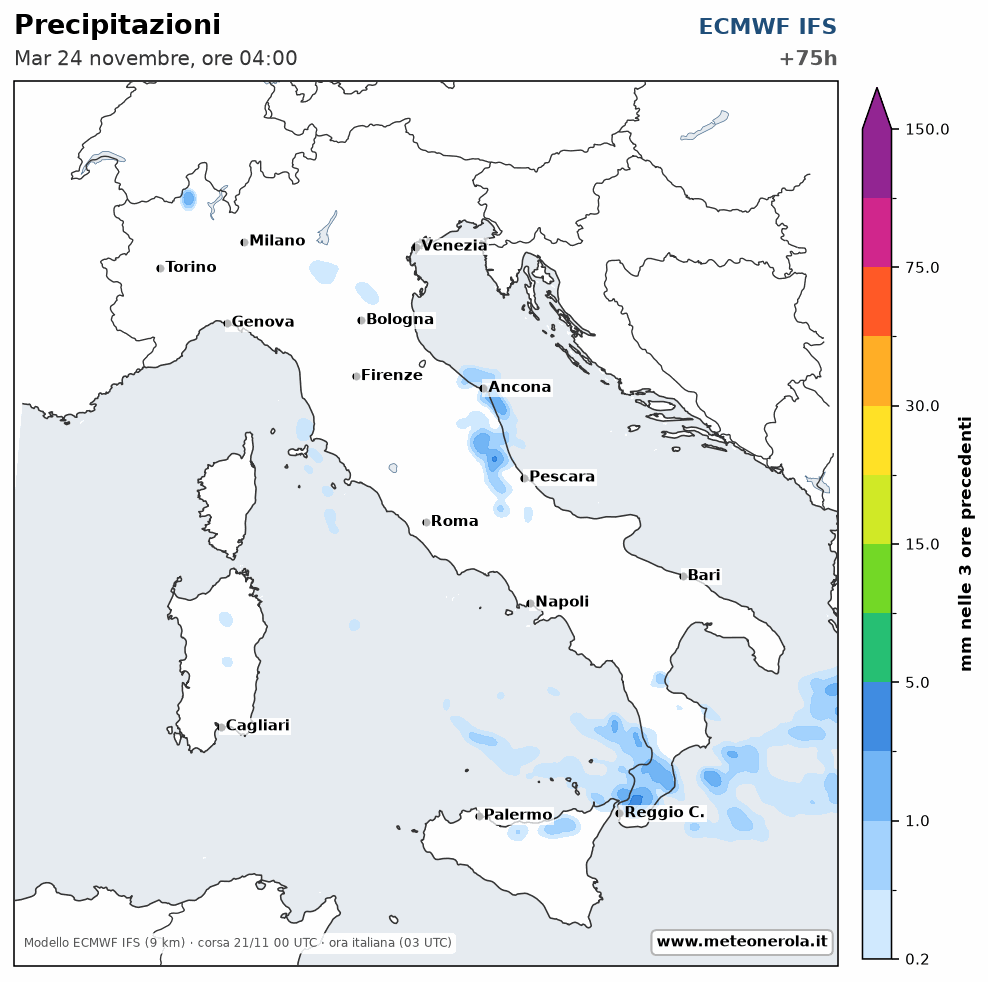 Precipitazioni
ECMWF IFS
Mar 24 novembre, ore 04:00
+75h
150.0
75.0
30.0
15.0
5.0
1.0
0.2
mm nelle 3 ore precedenti
Milano
Venezia
Torino
Genova
Bologna
Firenze
Ancona
Pescara
Roma
Bari
Napoli
Cagliari
Palermo
Reggio C.
Modello ECMWF IFS (9 km) · corsa 21/11 00 UTC · ora italiana (03 UTC)
www.meteonerola.it